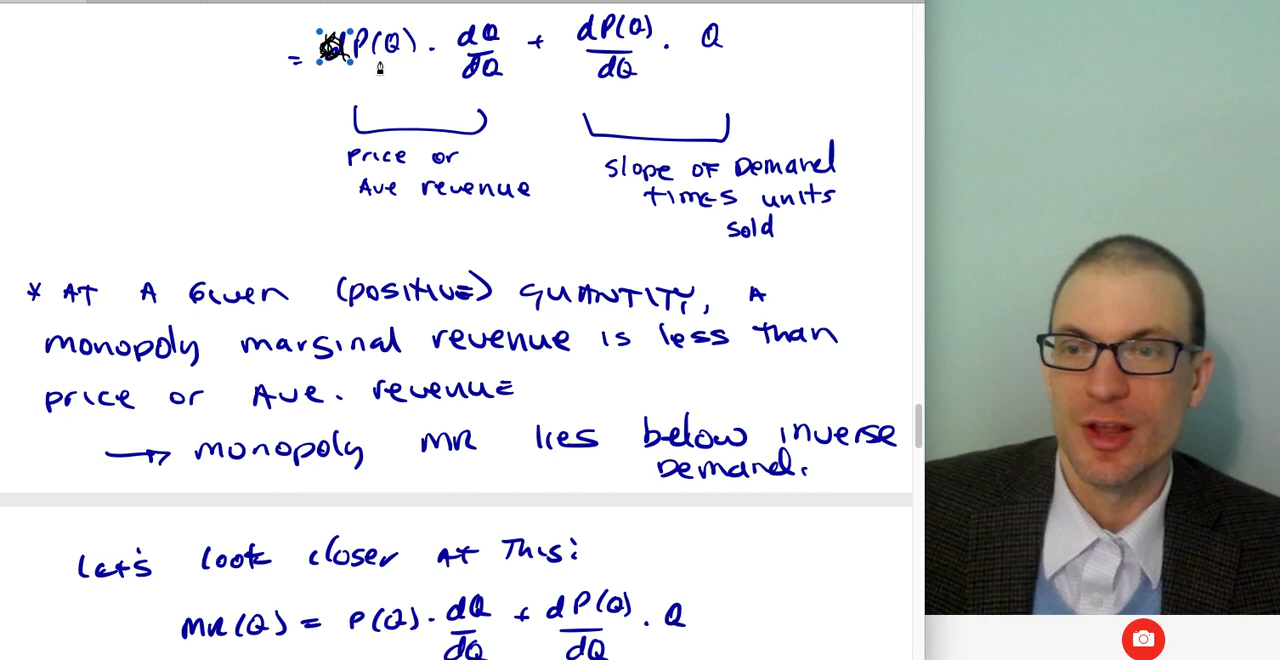 = P(Q) · dQ/dQ + dP(Q)/dQ · Q
Price or
Ave revenue
Slope of Demand
times units
sold
* At A Given (positive) Quantity, A
monopoly marginal revenue is less than
price or Ave. revenue
→ monopoly MR lies below inverse
Demand.
Let's look closer At This:
MR(Q) = P(Q) · dQ/dQ + dP(Q)/dQ · Q